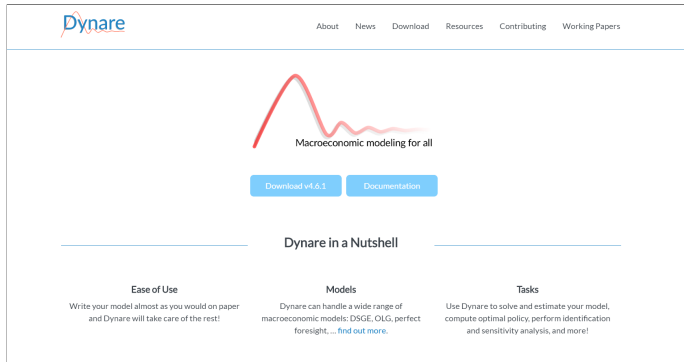 Dynare
About News Download Resources Contributing Working Papers
Macroeconomic modeling for all
Download v4.6.1 Documentation
Dynare in a Nutshell
Ease of Use
Write your model almost as you would on paper
and Dynare will take care of the rest!
Models
Dynare can handle a wide range of
macroeconomic models: DSGE, OLG, perfect
foresight, ... find out more.
Tasks
Use Dynare to solve and estimate your model,
compute optimal policy, perform identification
and sensitivity analysis, and more!